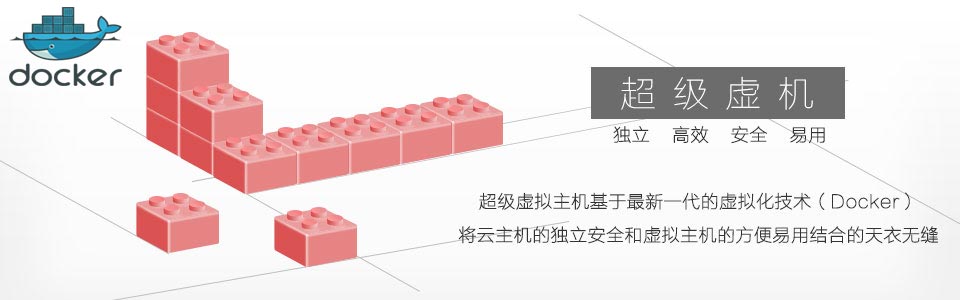 docker
超级虚机
独立 高效 安全 易用
超级虚拟主机基于最新一代的虚拟化技术（Docker）
将云主机的独立安全和虚拟主机的方便易用结合的天衣无缝